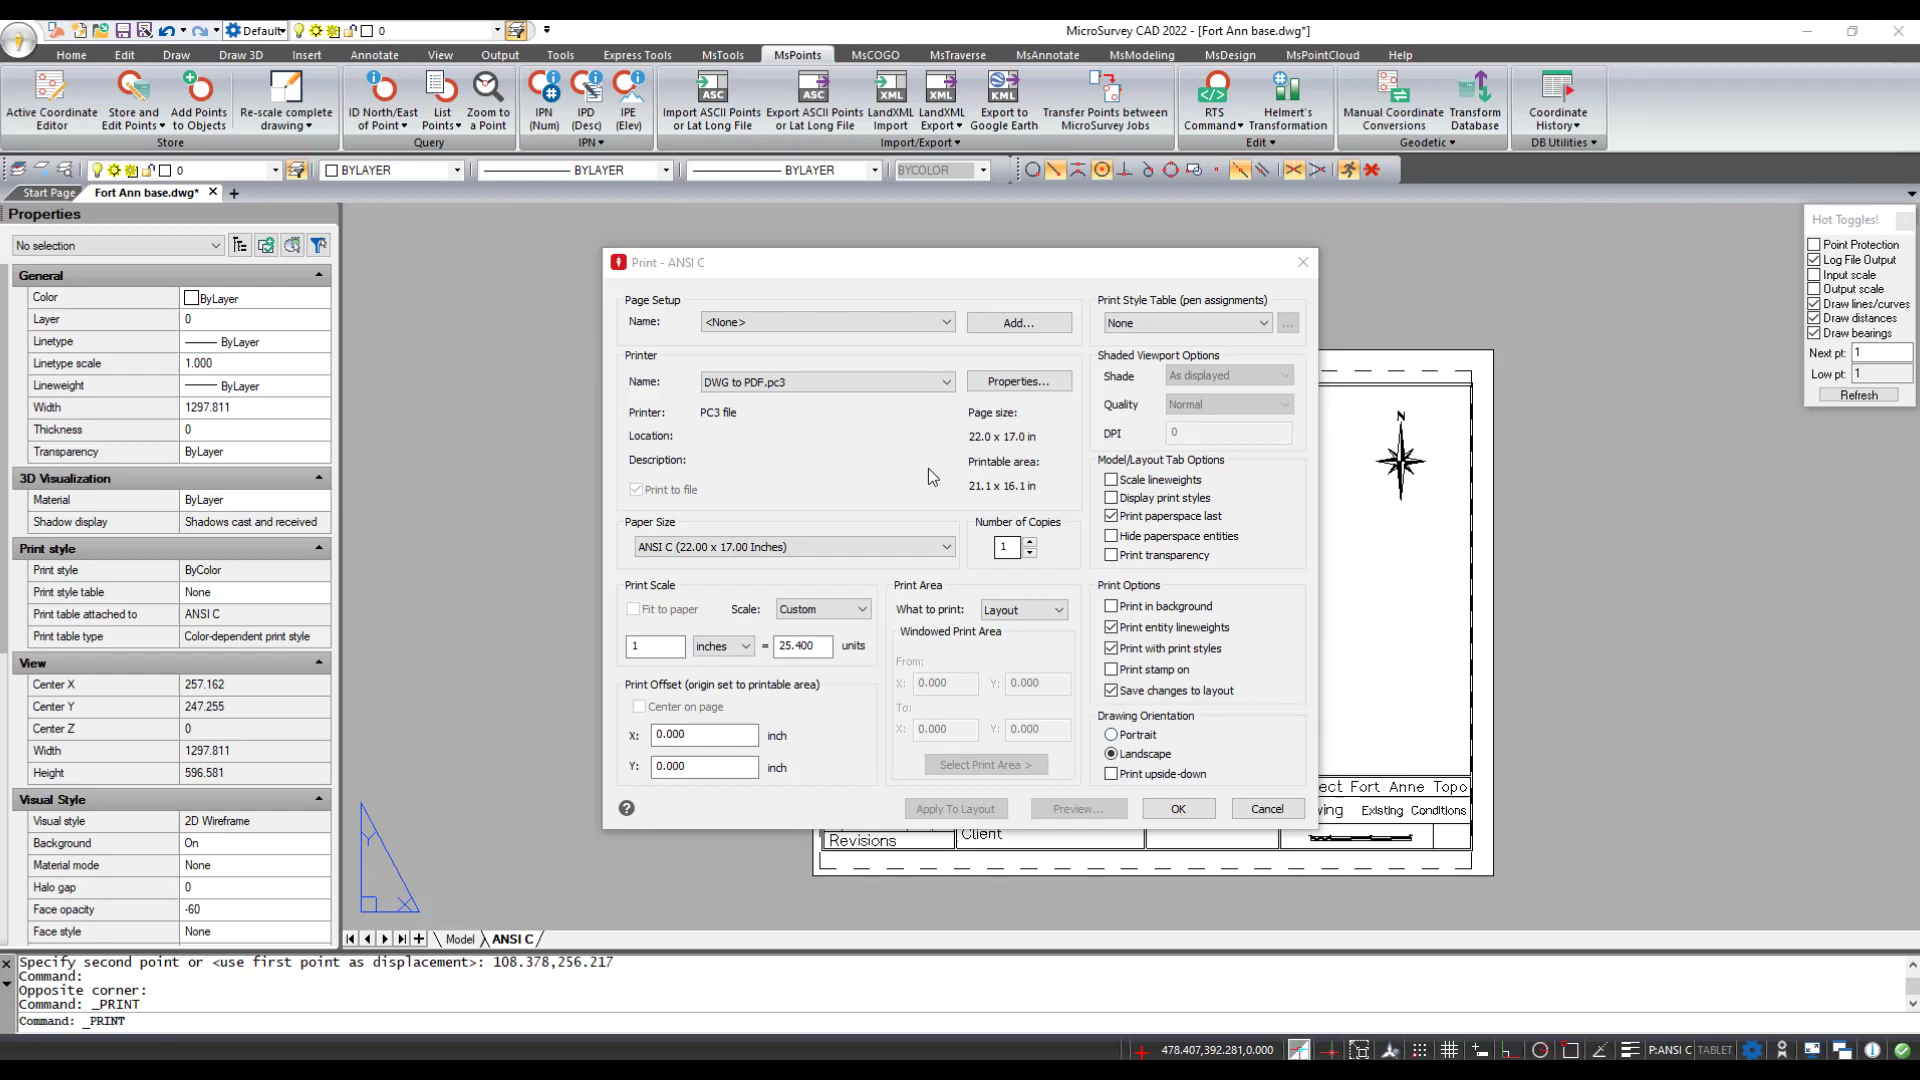 Default
0
MicroSurvey CAD 2022 - [Fort Ann base.dwg*]
Home Edit Draw Draw 3D Insert Annotate View Output Tools Express Tools MsTools MsPoints MsCOGO MsTraverse MsAnnotate MsModeling MsDesign MsPointCloud Help
Active Coordinate Editor
Store and Edit Points
Add Points to Objects
Re-scale complete drawing
ID North/East of Point
List Points
Zoom to a Point
IPN (Num)
IPD (Desc)
IPE (Elev)
Import ASCII Points or Lat Long File
Export ASCII Points or Lat Long File
LandXML Import
LandXML Export
Export to Google Earth
Transfer Points between MicroSurvey Jobs
RTS Command
Helmert's Transformation
Manual Coordinate Conversions
Transform Database
Coordinate History
ASC ASC XML XML KML
Store Query IPN Import/Export Edit Geodetic DB Utilities
0 BYLAYER BYLAYER BYLAYER BYCOLOR
Start Page Fort Ann base.dwg*
Properties
No selection
General
Color ByLayer
Layer 0
Linetype ByLayer
Linetype scale 1.000
Lineweight ByLayer
Width 1297.811
Thickness 0
Transparency ByLayer
3D Visualization
Material ByLayer
Shadow display Shadows cast and received
Print style
Print style ByColor
Print style table None
Print table attached to ANSI C
Print table type Color-dependent print style
View
Center X 257.162
Center Y 247.255
Center Z 0
Width 1297.811
Height 596.581
Visual Style
Visual style 2D Wireframe
Background On
Material mode None
Halo gap 0
Face opacity -60
Face style None
Print - ANSI C
Page Setup
Name: <None> Add...
Printer
Name: DWG to PDF.pc3 Properties...
Printer: PC3 file
Location:
Description:
Print to file
Page size:
22.0 x 17.0 in
Printable area:
21.1 x 16.1 in
Paper Size
ANSI C (22.00 x 17.00 Inches)
Number of Copies
1
Print Scale
Fit to paper Scale: Custom
1 inches = 25.400 units
Print Offset (origin set to printable area)
Center on page
X: 0.000 inch
Y: 0.000 inch
Print Area
What to print: Layout
Windowed Print Area
From:
X: 0.000 Y: 0.000
To:
X: 0.000 Y: 0.000
Select Print Area >
Print Style Table (pen assignments)
None ...
Shaded Viewport Options
Shade As displayed
Quality Normal
DPI 0
Model/Layout Tab Options
Scale lineweights
Display print styles
Print paperspace last
Hide paperspace entities
Print transparency
Print Options
Print in background
Print entity lineweights
Print with print styles
Print stamp on
Save changes to layout
Drawing Orientation
Portrait
Landscape
Print upside-down
Apply To Layout Preview... OK Cancel
Hot Toggles!
Point Protection
Log File Output
Input scale
Output scale
Draw lines/curves
Draw distances
Draw bearings
Next pt: 1
Low pt: 1
Refresh
N
ect Fort Anne Topo
wing Existing Conditions
Revisions
Client
Y
X
Model ANSI C
Specify second point or <use first point as displacement>: 108.378,256.217
Command:
Opposite corner:
Command: _PRINT
Command: _PRINT
478.407,392.281,0.000 P:ANSI C TABLET